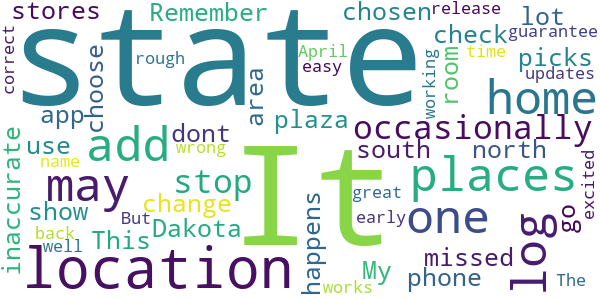 stores Remember chosen release
correct state check lot guarantee
rough April easy working room time picks updates
app choose area home
inaccurate use add dont plaza occasionally
name wrong It south north places
may stop
show change happens one log go excited
back This Dakota But great early
well location works My phone missed The